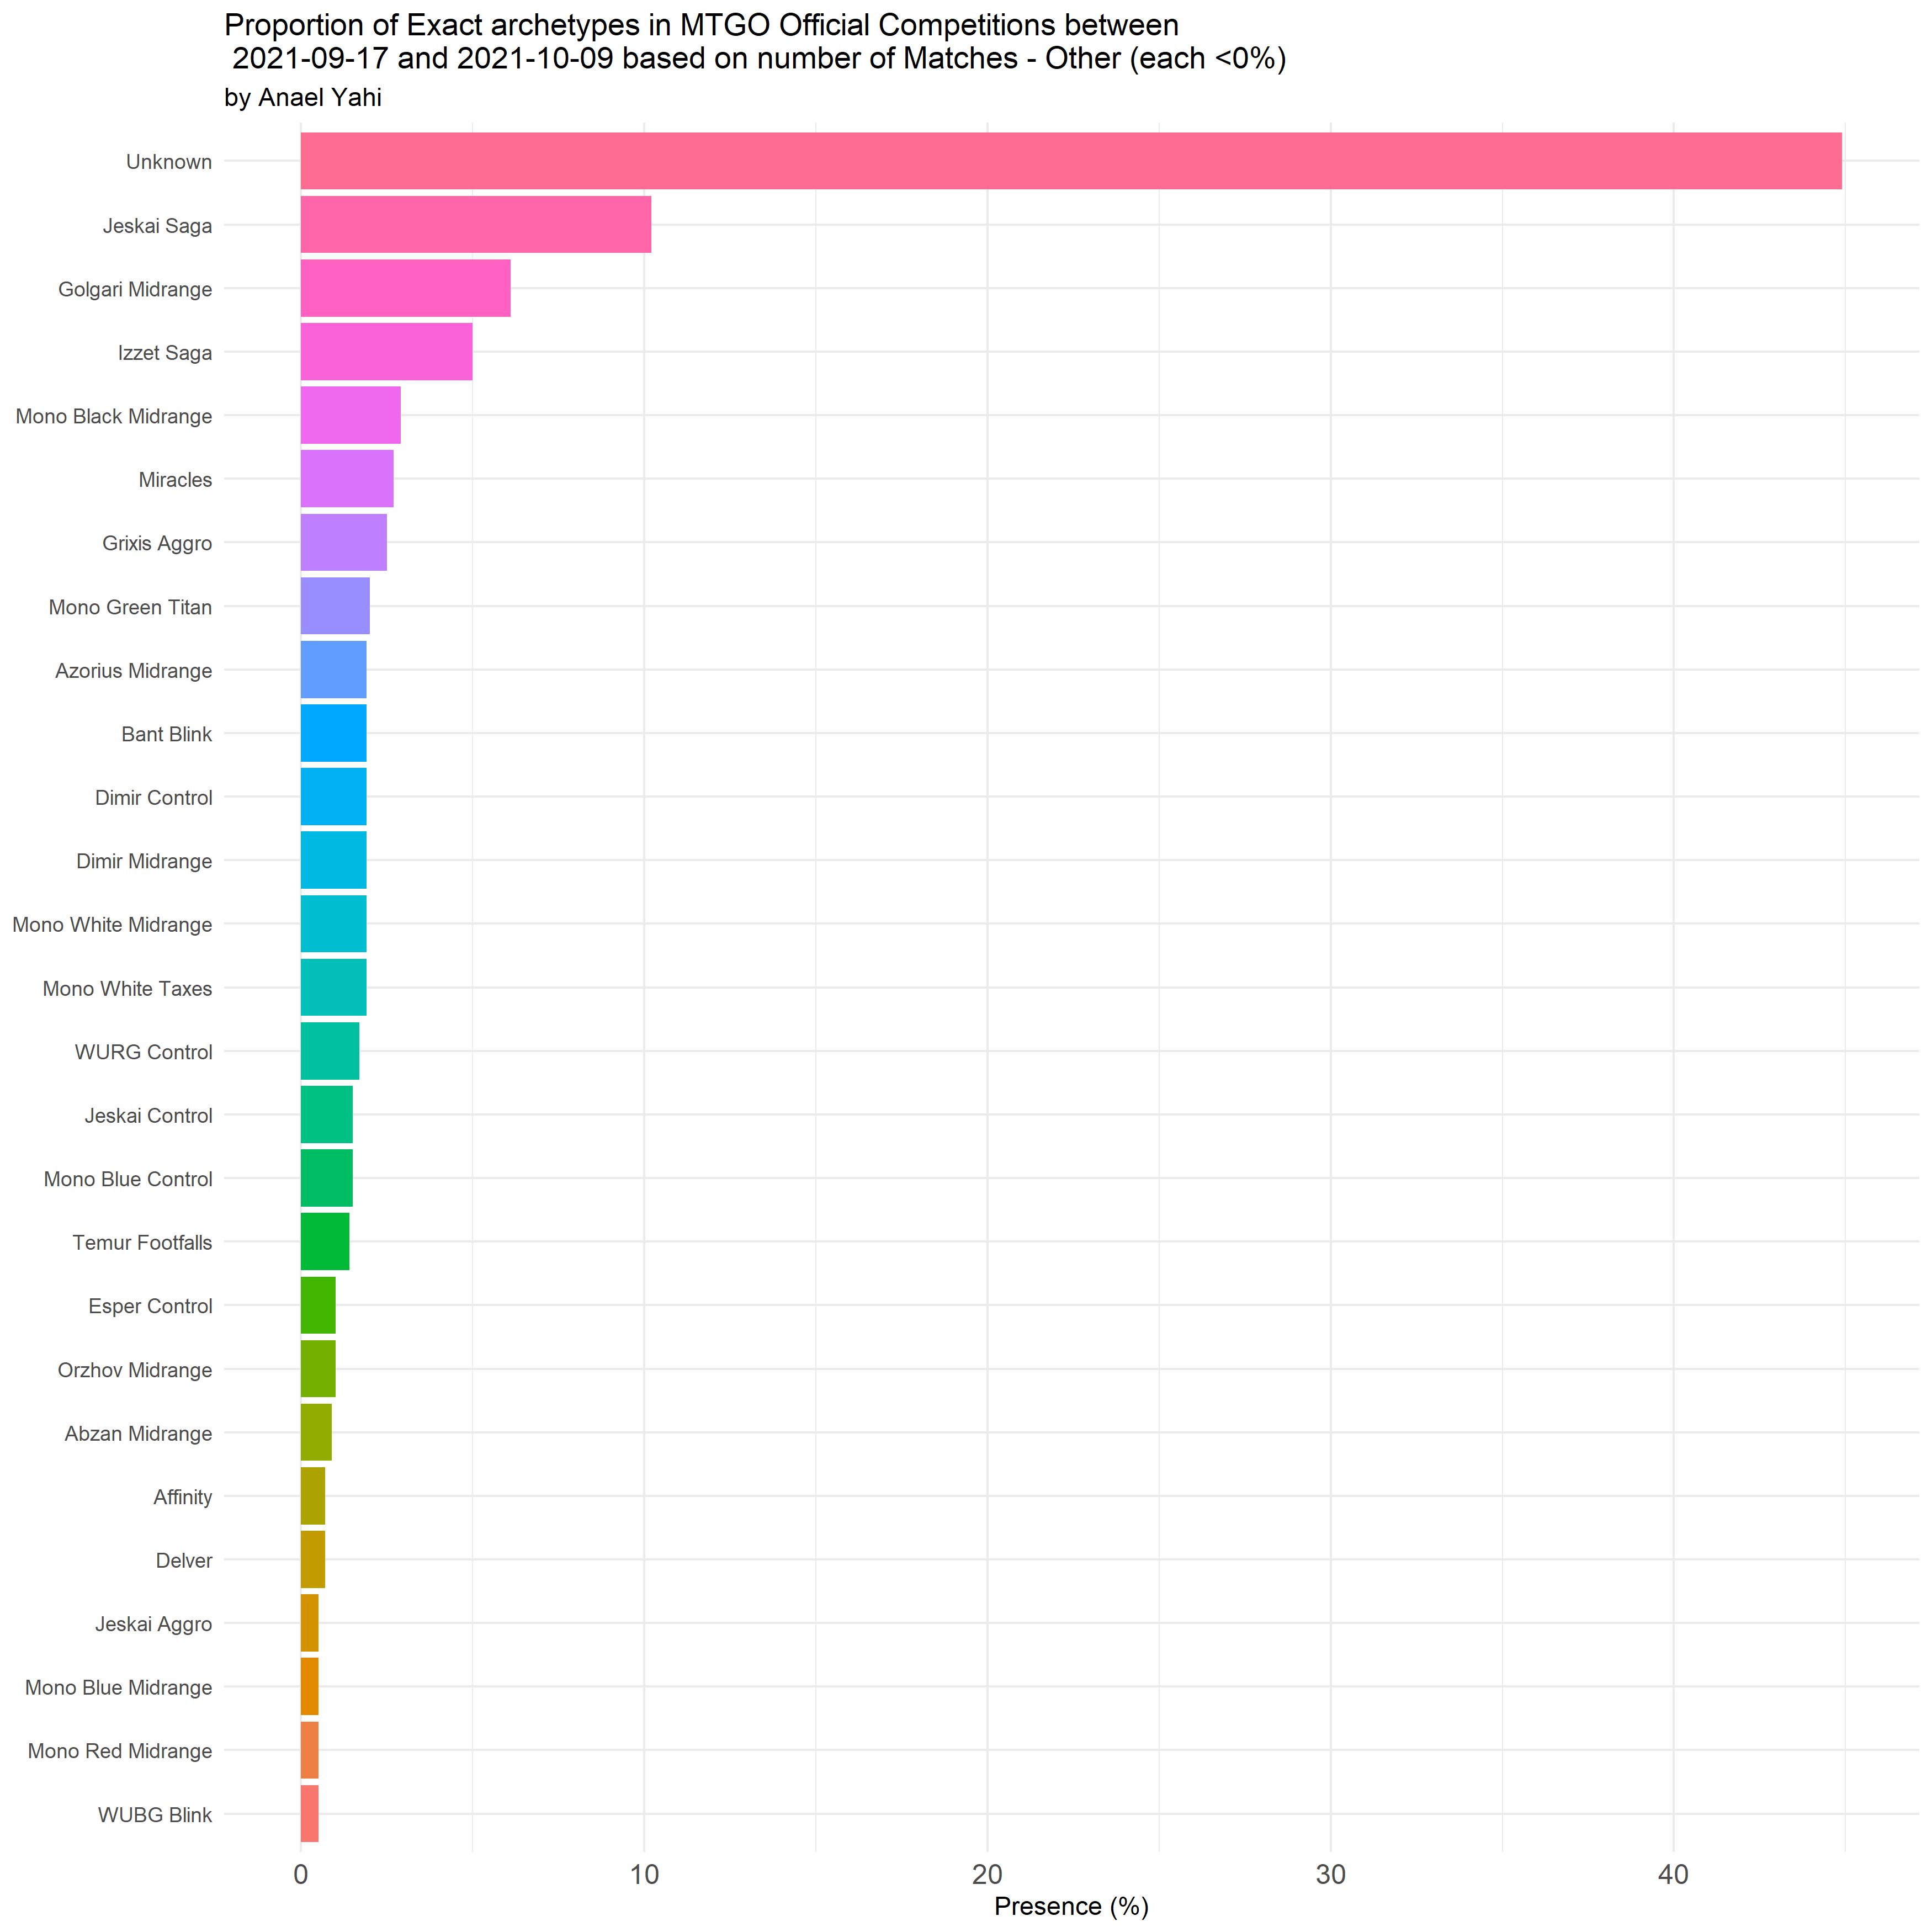 Proportion of Exact archetypes in MTGO Official Competitions between
2021-09-17 and 2021-10-09 based on number of Matches - Other (each <0%)
by Anael Yahi
Unknown
Jeskai Saga
Golgari Midrange
Izzet Saga
Mono Black Midrange
Miracles
Grixis Aggro
Mono Green Titan
Azorius Midrange
Bant Blink
Dimir Control
Dimir Midrange
Mono White Midrange
Mono White Taxes
WURG Control
Jeskai Control
Mono Blue Control
Temur Footfalls
Esper Control
Orzhov Midrange
Abzan Midrange
Affinity
Delver
Jeskai Aggro
Mono Blue Midrange
Mono Red Midrange
WUBG Blink
0 10 20 30 40
Presence (%)